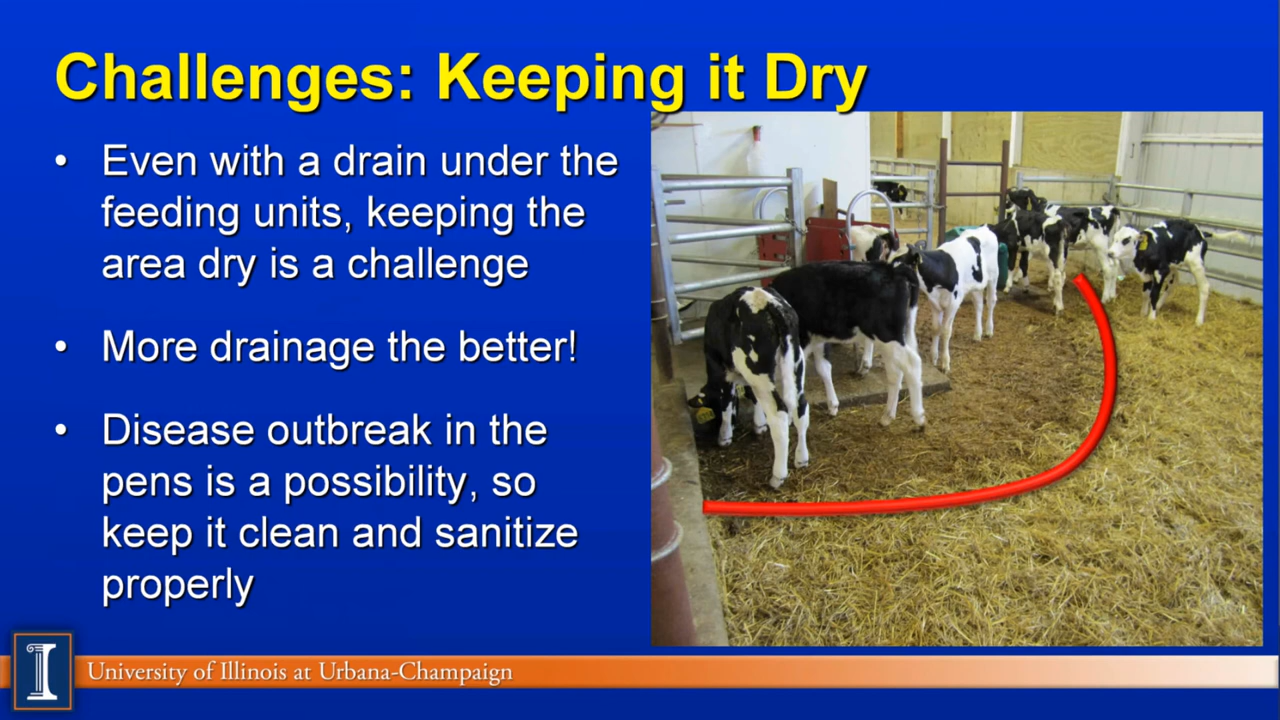 Challenges: Keeping it Dry
• Even with a drain under the
feeding units, keeping the
area dry is a challenge
• More drainage the better!
• Disease outbreak in the
pens is a possibility, so
keep it clean and sanitize
properly
I University of Illinois at Urbana-Champaign